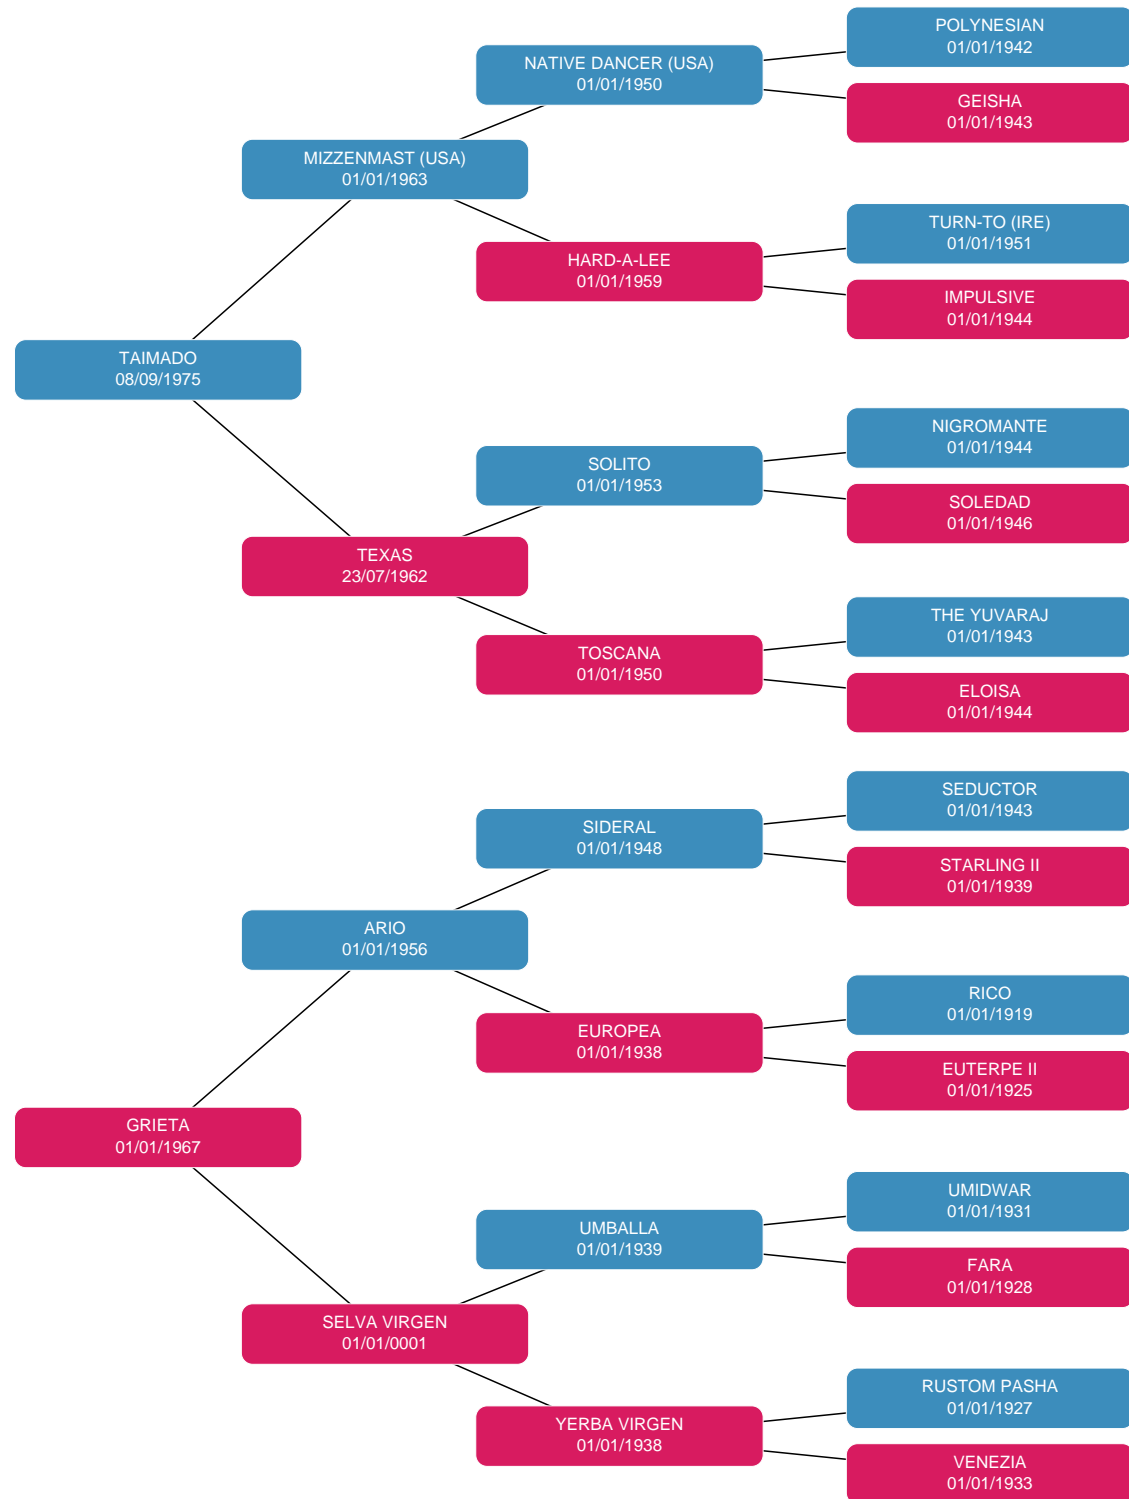 POLYNESIAN
01/01/1942
NATIVE DANCER (USA)
01/01/1950
GEISHA
01/01/1943
MIZZENMAST (USA)
01/01/1963
TURN-TO (IRE)
01/01/1951
HARD-A-LEE
01/01/1959
IMPULSIVE
01/01/1944
TAIMADO
08/09/1975
NIGROMANTE
01/01/1944
SOLITO
01/01/1953
SOLEDAD
01/01/1946
TEXAS
23/07/1962
THE YUVARAJ
01/01/1943
TOSCANA
01/01/1950
ELOISA
01/01/1944
SEDUCTOR
01/01/1943
SIDERAL
01/01/1948
STARLING II
01/01/1939
ARIO
01/01/1956
RICO
01/01/1919
EUROPEA
01/01/1938
EUTERPE II
01/01/1925
GRIETA
01/01/1967
UMIDWAR
01/01/1931
UMBALLA
01/01/1939
FARA
01/01/1928
SELVA VIRGEN
01/01/0001
RUSTOM PASHA
01/01/1927
YERBA VIRGEN
01/01/1938
VENEZIA
01/01/1933